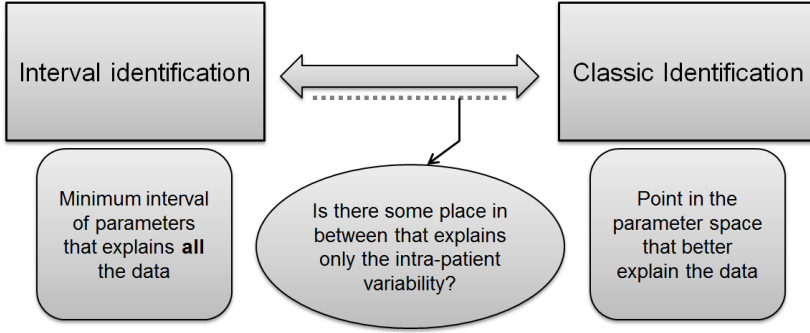 Interval identification
Classic Identification
Minimum interval
of parameters
that explains all
the data
Is there some place in
between that explains
only the intra-patient
variability?
Point in the
parameter space
that better
explain the data